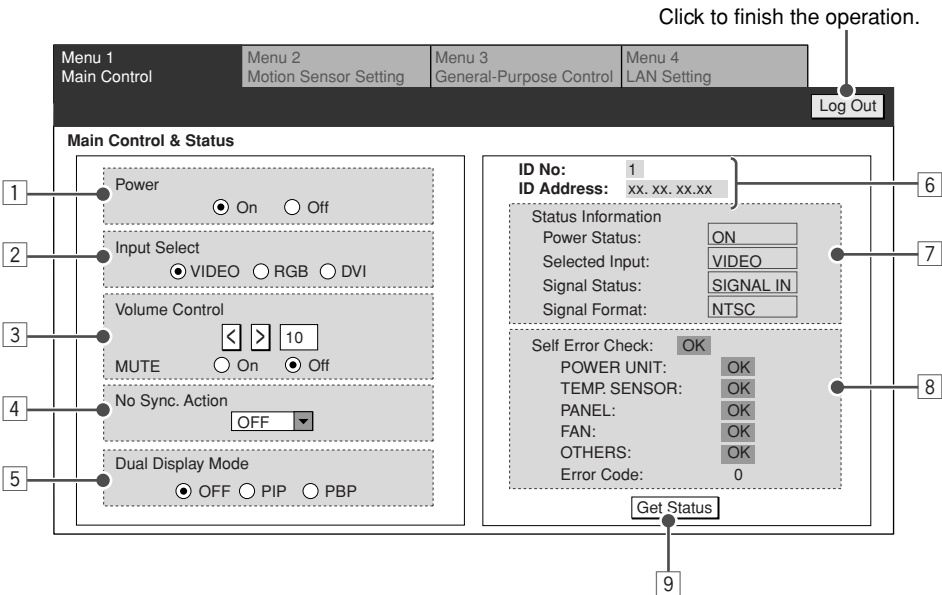 Click to finish the operation.
Menu 1
Main Control
Menu 2
Motion Sensor Setting
Menu 3
General-Purpose Control
Menu 4
LAN Setting
Log Out
Main Control & Status
1
Power
On Off
2
Input Select
VIDEO RGB DVI
3
Volume Control
< > 10
MUTE On Off
4
No Sync. Action
OFF
5
Dual Display Mode
OFF PIP PBP
ID No: 1
ID Address: xx. xx. xx.xx
6
Status Information
Power Status: ON
Selected Input: VIDEO
Signal Status: SIGNAL IN
Signal Format: NTSC
7
Self Error Check: OK
POWER UNIT: OK
TEMP. SENSOR: OK
PANEL: OK
FAN: OK
OTHERS: OK
Error Code: 0
8
Get Status
9